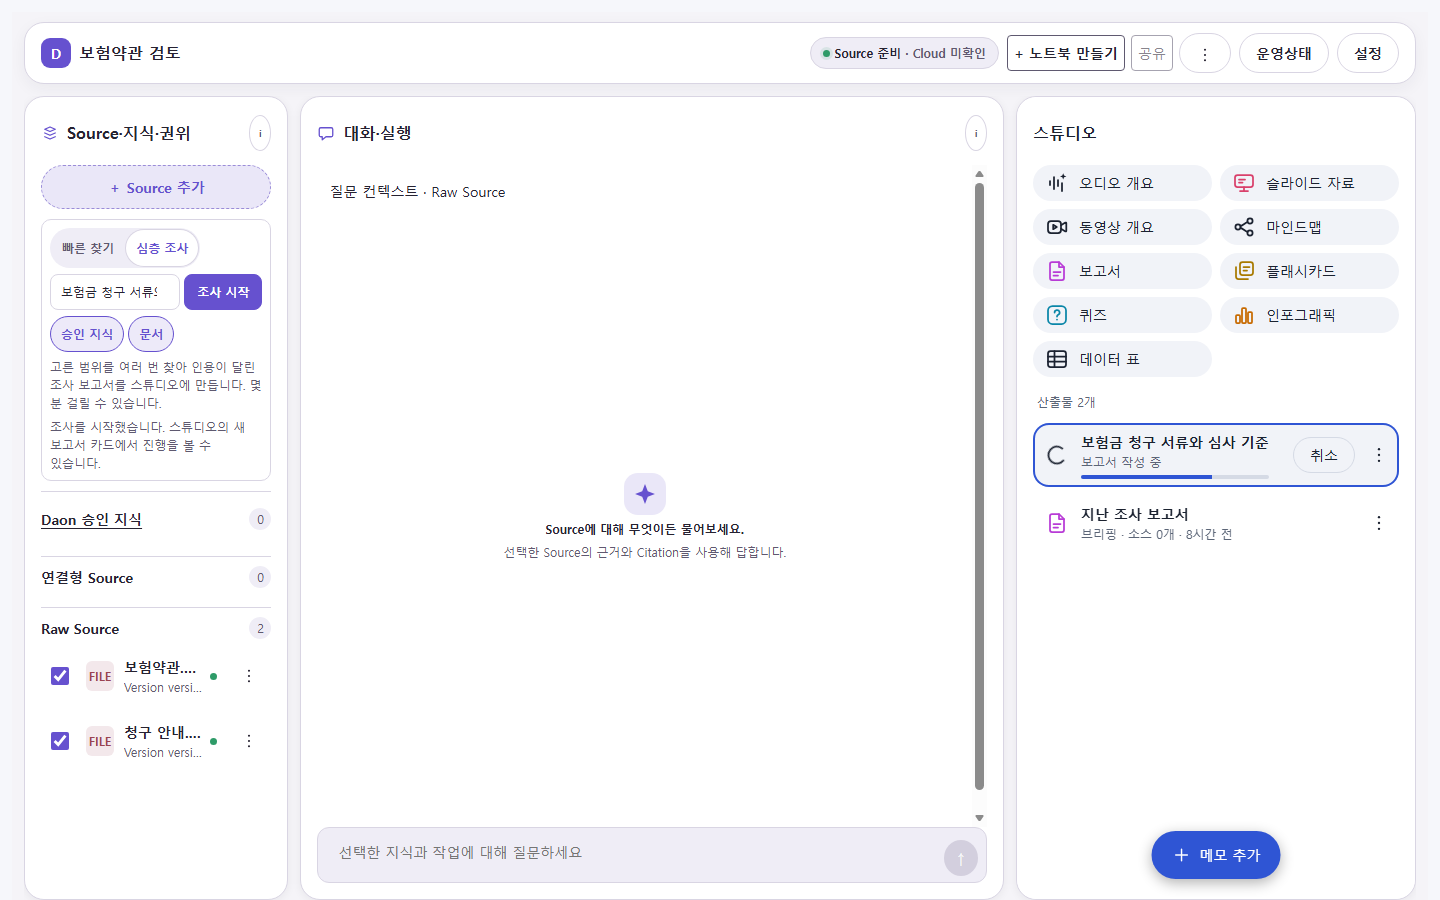 D 보험약관 검토
Source 준비 · Cloud 미확인
+ 노트북 만들기
공유
⋮
운영상태
설정
Source·지식·권위
i
+ Source 추가
빠른 찾기
심층 조사
보험금 청구 서류
조사 시작
승인 지식
문서
고른 범위를 여러 번 찾아 인용이 달린
조사 보고서를 스튜디오에 만듭니다. 몇
분 걸릴 수 있습니다.
조사를 시작했습니다. 스튜디오의 새
보고서 카드에서 진행을 볼 수
있습니다.
Daon 승인 지식
0
연결형 Source
0
Raw Source
2
FILE
보험약관....
Version versi...
⋮
FILE
청구 안내....
Version versi...
⋮
대화·실행
i
질문 컨텍스트 · Raw Source
Source에 대해 무엇이든 물어보세요.
선택한 Source의 근거와 Citation을 사용해 답합니다.
선택한 지식과 작업에 대해 질문하세요
↑
스튜디오
오디오 개요
슬라이드 자료
동영상 개요
마인드맵
보고서
플래시카드
퀴즈
인포그래픽
데이터 표
산출물 2개
보험금 청구 서류와 심사 기준
보고서 작성 중
취소
⋮
지난 조사 보고서
브리핑 · 소스 0개 · 8시간 전
⋮
+ 메모 추가